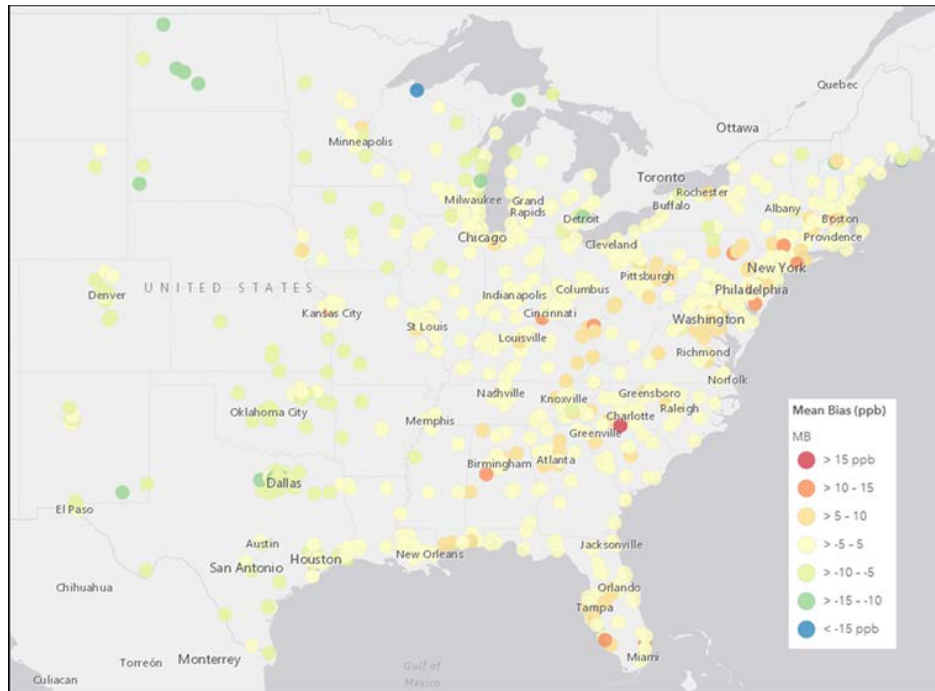 Quebec
Ottawa
Minneapolis
Toronto
Rochester
Milwaukee
Grand
Rapids
Buffalo
Albany
Detroit
Boston
Chicago
Cleveland
Providence
Pittsburgh
New York
Denver
UNITED STATES
Indianapolis
Columbus
Philadelphia
Kansas City
St Louis
Cincinnati
Washington
Louisville
Richmond
Norfolk
Nashville
Knoxville
Greensboro
Oklahoma City
Memphis
Charlotte
Raleigh
Greenville
Birmingham
Atlanta
Dallas
El Paso
Austin
Houston
New Orleans
Jacksonville
San Antonio
Chihuahua
Orlando
Tampa
Torreón
Monterrey
Miami
Gulf of
Mexico
Culiacan
Mean Bias (ppb)
MB
> 15 ppb
> 10 - 15
> 5 - 10
> -5 - 5
> -10 - -5
> -15 - -10
< -15 ppb